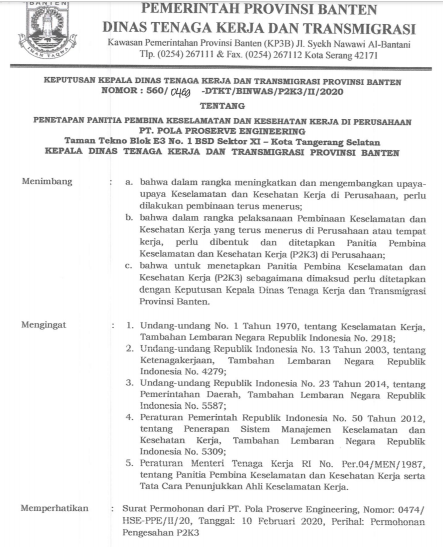 BANTEN
IMAN TAQWA
PEMERINTAH PROVINSI BANTEN
DINAS TENAGA KERJA DAN TRANSMIGRASI
Kawasan Pemerintahan Provinsi Banten (KP3B) Jl. Syekh Nawawi Al-Bantani
Tlp. (0254) 267111 & Fax. (0254) 267112 Kota Serang 42171
KEPUTUSAN KEPALA DINAS TENAGA KERJA DAN TRANSMIGRASI PROVINSI BANTEN
NOMOR : 560/ 0469 -DTKT/BINWAS/P2K3/II/2020
TENTANG
PENETAPAN PANITIA PEMBINA KESELAMATAN DAN KESEHATAN KERJA DI PERUSAHAAN
PT. POLA PROSERVE ENGINEERING
Taman Tekno Blok E3 No. 1 BSD Sektor XI – Kota Tangerang Selatan
KEPALA DINAS TENAGA KERJA DAN TRANSMIGRASI PROVINSI BANTEN
Menimbang : a. bahwa dalam rangka meningkatkan dan mengembangkan upaya-
upaya Keselamatan dan Kesehatan Kerja di Perusahaan, perlu
dilakukan pembinaan terus menerus;
b. bahwa dalam rangka pelaksanaan Pembinaan Keselamatan dan
Kesehatan Kerja yang terus menerus di Perusahaan atau tempat
kerja, perlu dibentuk dan ditetapkan Panitia Pembina
Keselamatan dan Kesehatan Kerja (P2K3) di Perusahaan;
c. bahwa untuk menetapkan Panitia Pembina Keselamatan dan
Kesehatan Kerja (P2K3) sebagaimana dimaksud perlu ditetapkan
dengan Keputusan Kepala Dinas Tenaga Kerja dan Transmigrasi
Provinsi Banten.
Mengingat : 1. Undang-undang No. 1 Tahun 1970, tentang Keselamatan Kerja,
Tambahan Lembaran Negara Republik Indonesia No. 2918;
2. Undang-undang Republik Indonesia No. 13 Tahun 2003, tentang
Ketenagakerjaan, Tambahan Lembaran Negara Republik
Indonesia No. 4279;
3. Undang-undang Republik Indonesia No. 23 Tahun 2014, tentang
Pemerintahan Daerah, Tambahan Lembaran Negara Republik
Indonesia No. 5587;
4. Peraturan Pemerintah Republik Indonesia No. 50 Tahun 2012,
tentang Penerapan Sistem Manajemen Keselamatan dan
Kesehatan Kerja, Tambahan Lembaran Negara Republik
Indonesia No. 5309;
5. Peraturan Menteri Tenaga Kerja RI No. Per.04/MEN/1987,
tentang Panitia Pembina Keselamatan dan Kesehatan Kerja serta
Tata Cara Penunjukkan Ahli Keselamatan Kerja.
Memperhatikan : Surat Permohonan dari PT. Pola Proserve Engineering, Nomor: 0474/
HSE-PPE/II/20, Tanggal: 10 Februari 2020, Perihal: Permohonan
Pengesahan P2K3